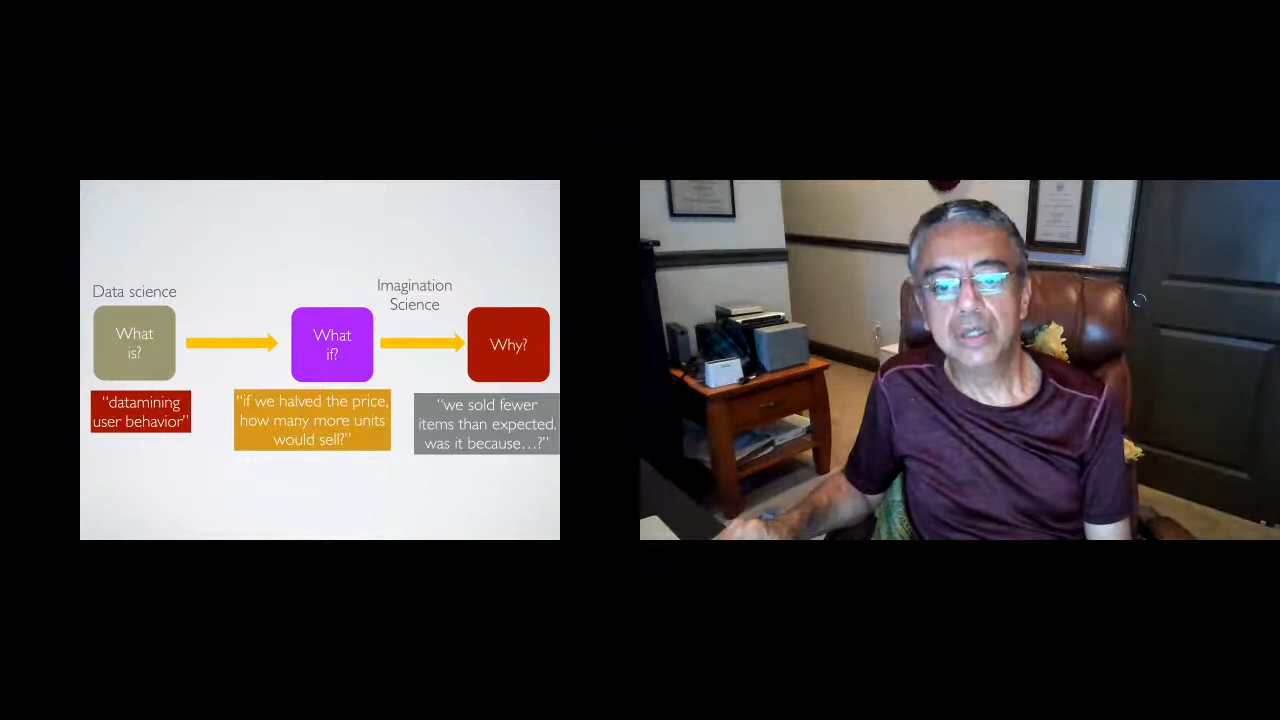 Data science
Imagination
Science
What
is?
What
if?
Why?
“datamining
user behavior”
“if we halved the price,
how many more units
would sell?”
“we sold fewer
items than expected.
was it because…?”